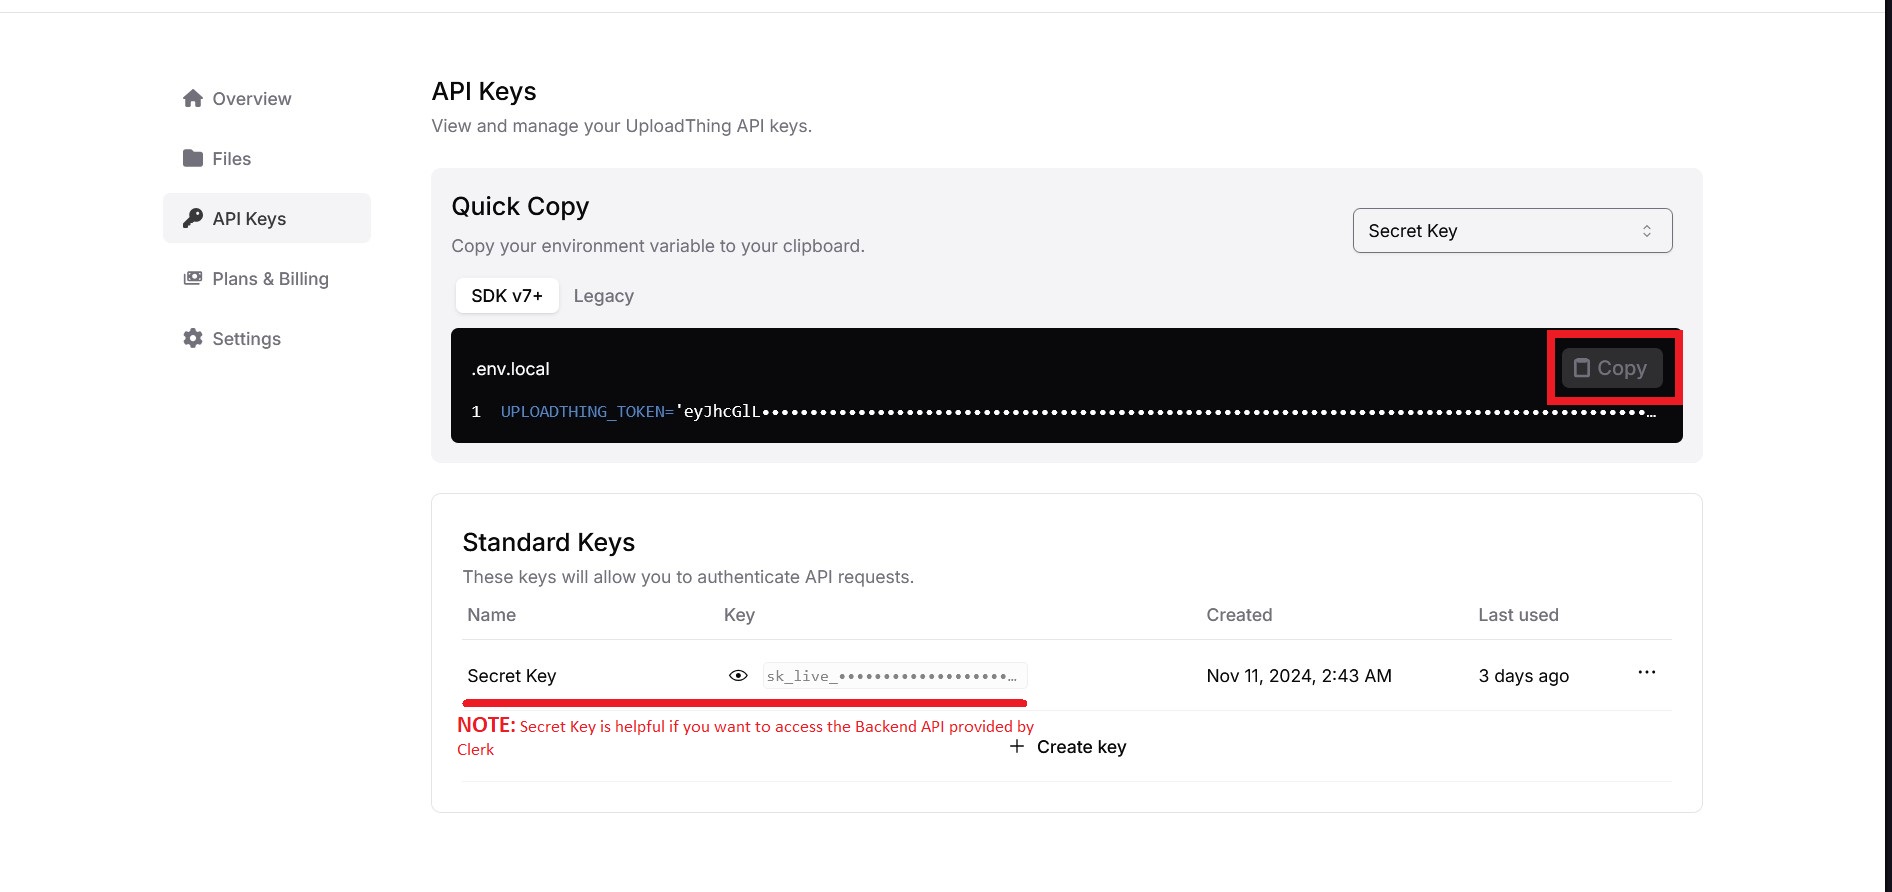 Overview
Files
API Keys
Plans & Billing
Settings
API Keys
View and manage your UploadThing API keys.
Quick Copy
Copy your environment variable to your clipboard.
Secret Key
SDK v7+ Legacy
.env.local
Copy
1 UPLOADTHING_TOKEN='eyJhcGlL••••••••••••••••••••••••••••••••••••••••••••••••••••••••••••••••••••••••••••••••••••••••••••…
Standard Keys
These keys will allow you to authenticate API requests.
Name Key Created Last used
Secret Key sk_live_•••••••••••••••••••… Nov 11, 2024, 2:43 AM 3 days ago ···
NOTE: Secret Key is helpful if you want to access the Backend API provided by
Clerk
+ Create key